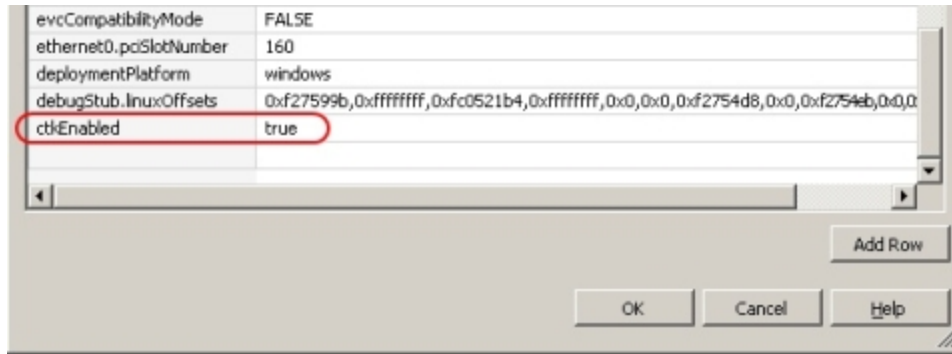 evcCompatibilityMode FALSE
ethernet0.pciSlotNumber 160
deploymentPlatform windows
debugStub.linuxOffsets 0xf27599b,0xffffffff,0xfc0521b4,0xffffffff,0x0,0x0,0xf2754d8,0x0,0xf2754eb,0x0,0
ctkEnabled true
Add Row
OK Cancel Help